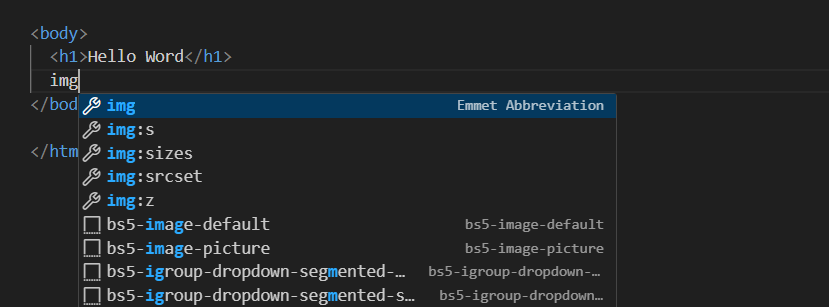 <body>
<h1>Hello Word</h1>
img
</bod
img Emmet Abbreviation
img:s
</htm
img:sizes
img:srcset
img:z
bs5-image-default bs5-image-default
bs5-image-picture bs5-image-picture
bs5-igroup-dropdown-segmented-… bs5-igroup-dropdown-…
bs5-igroup-dropdown-segmented-s… bs5-igroup-dropdown…